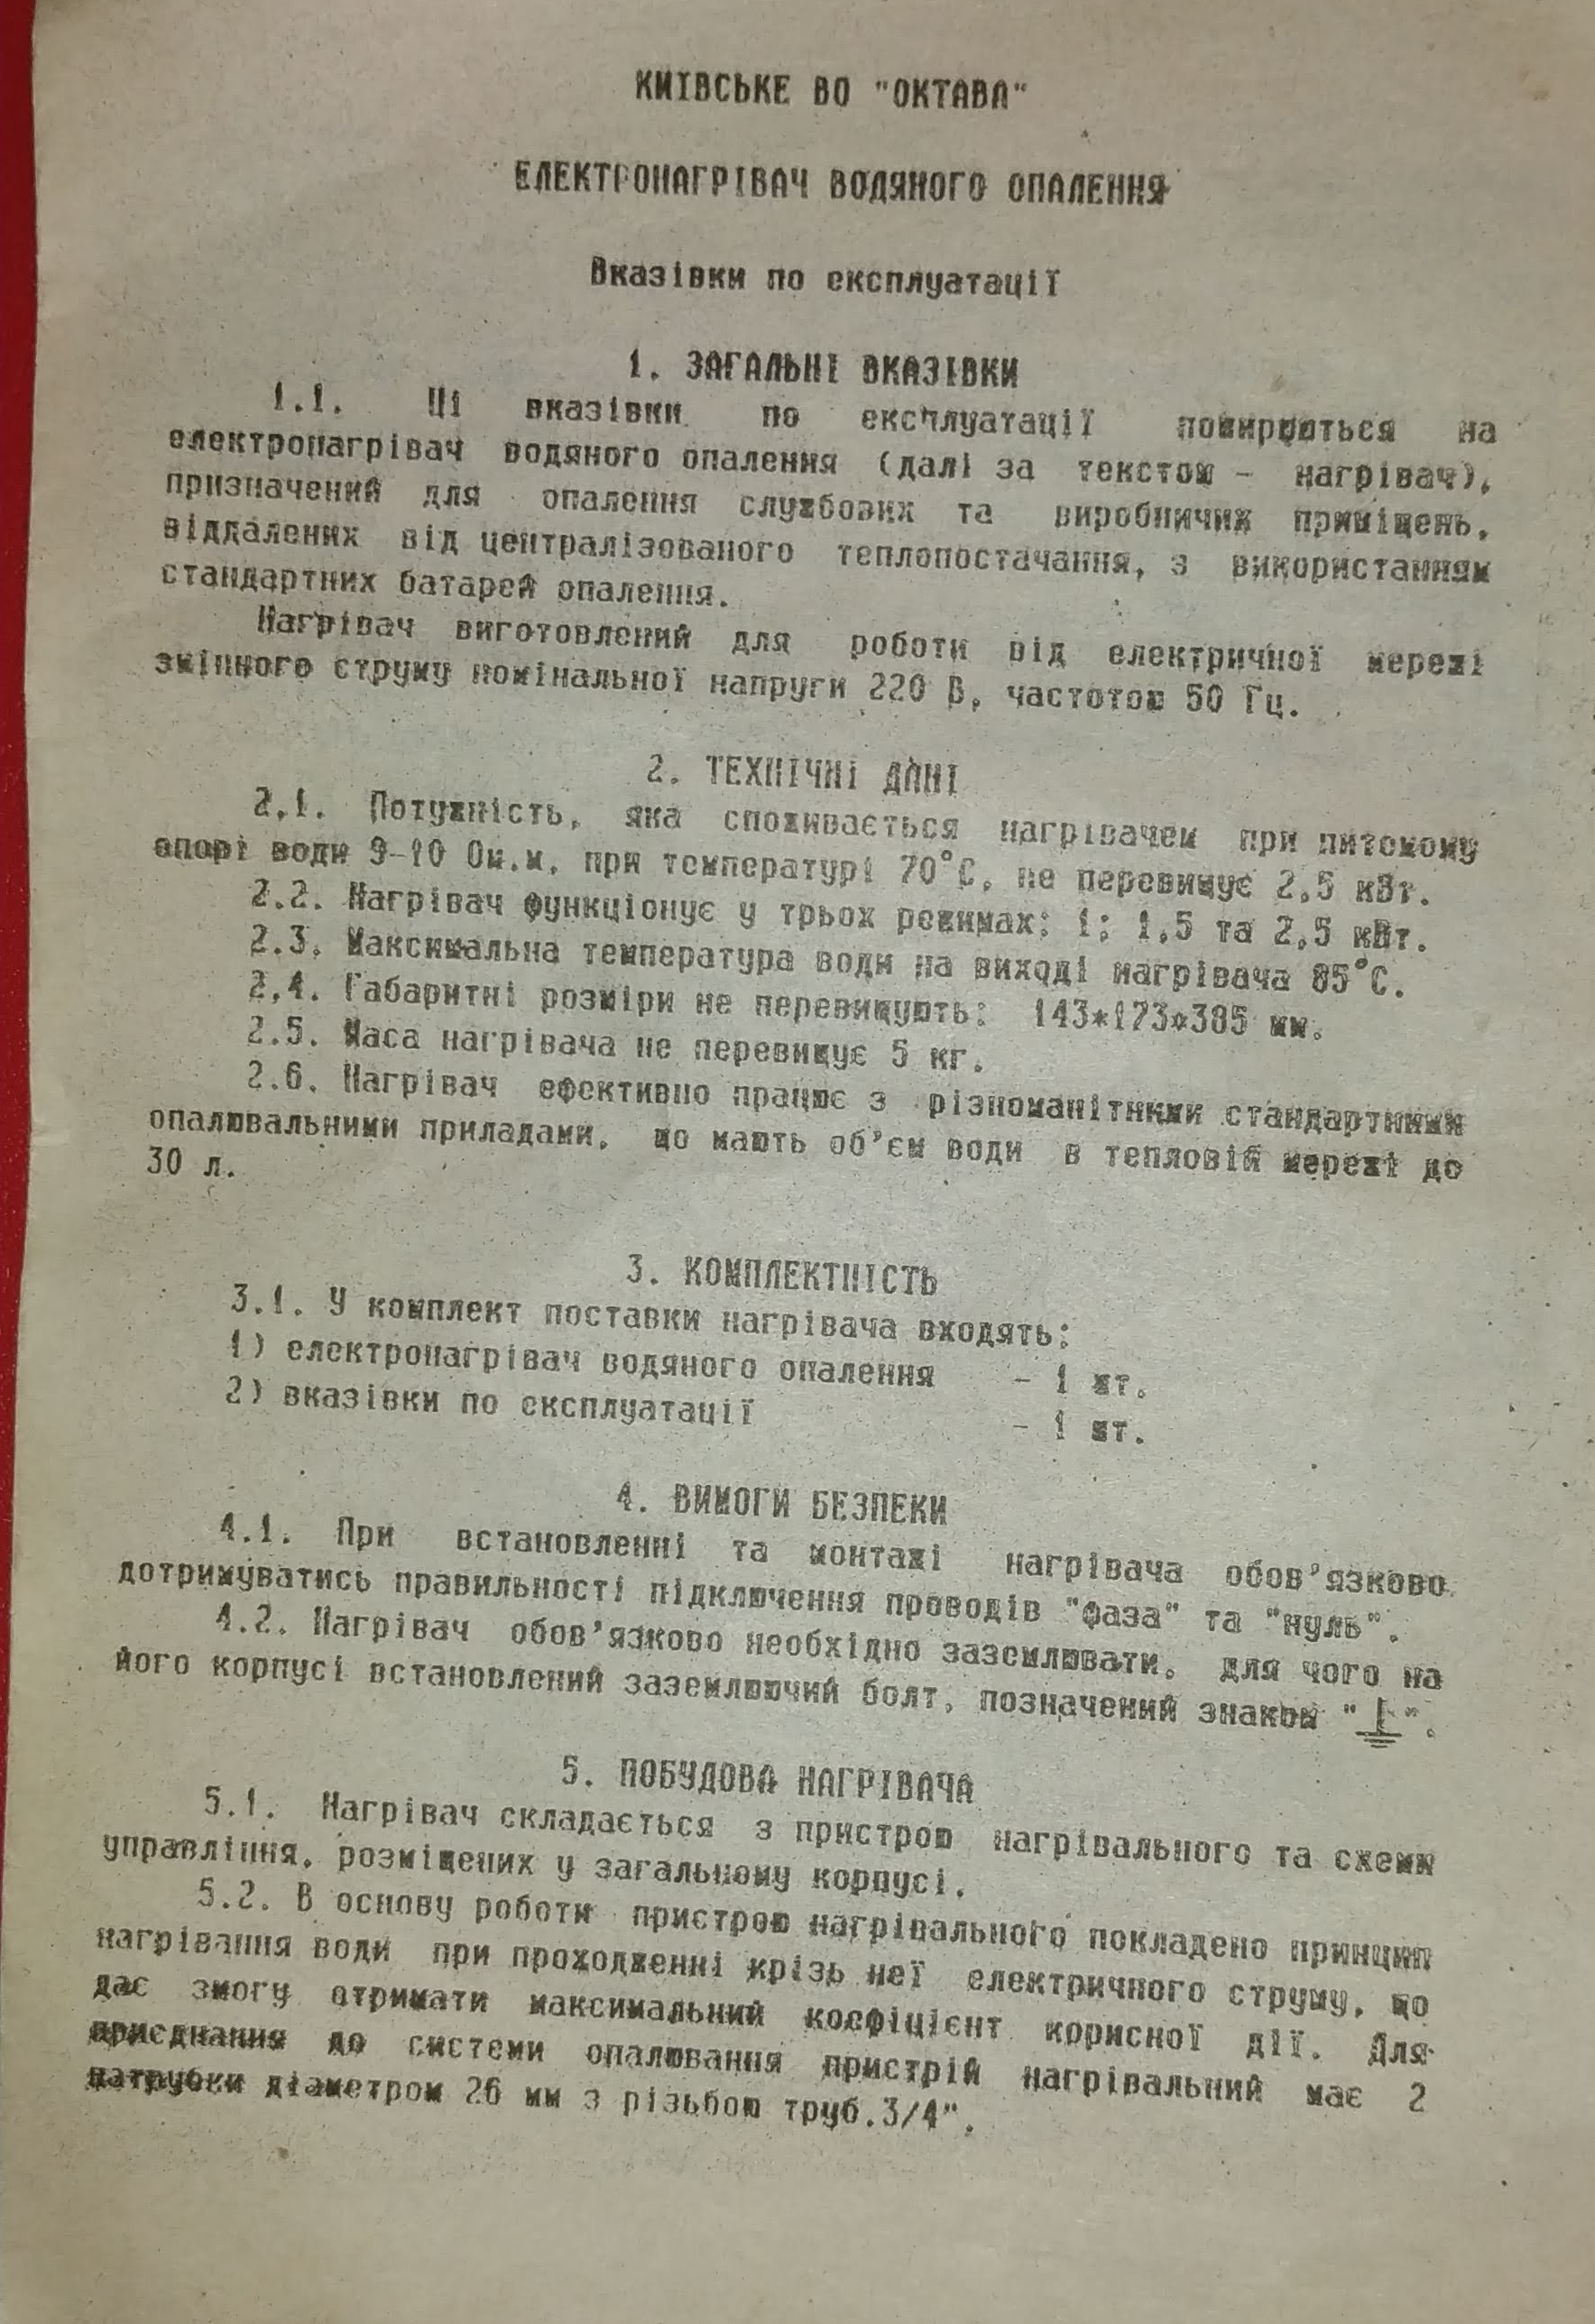 КИЇВСЬКЕ ВО "ОКТАВА"
ЕЛЕКТРОНАГРІВАЧ ВОДЯНОГО ОПАЛЕННЯ
Вказівки по експлуатації
1. ЗАГАЛЬНІ ВКАЗІВКИ
1.1. Ці вказівки по експлуатації поширюються на
електронагрівач водяного опалення (далі за текстом - нагрівач),
призначений для опалення службових та виробничих приміщень,
віддалених від централізованого теплопостачання, з використанням
стандартних батарей опалення.
Нагрівач виготовлений для роботи від електричної мережі
змінного струму номінальної напруги 220 В, частотою 50 Гц.
2. ТЕХНІЧНІ ДАНІ
2.1. Потужність, яка споживається нагрівачем при питомому
опорі води 9-10 Ом.м, при температурі 70°С, не перевищує 2,5 кВт.
2.2. Нагрівач функціонує у трьох режимах: 1; 1,5 та 2,5 кВт.
2.3. Максимальна температура води на виході нагрівача 85°С.
2.4. Габаритні розміри не перевищують: 143*173*385 мм.
2.5. Маса нагрівача не перевищує 5 кг.
2.6. Нагрівач ефективно працює з різноманітними стандартними
опалювальними приладами, що мають об'єм води в тепловій мережі до
30 л.
3. КОМПЛЕКТНІСТЬ
3.1. У комплект поставки нагрівача входять:
1) електронагрівач водяного опалення - 1 шт.
2) вказівки по експлуатації - 1 шт.
4. ВИМОГИ БЕЗПЕКИ
4.1. При встановленні та монтажі нагрівача обов'язково
дотримуватись правильності підключення проводів "фаза" та "нуль".
4.2. Нагрівач обов'язково необхідно заземлювати, для чого на
його корпусі встановлений заземлюючий болт, позначений знаком "⏚".
5. ПОБУДОВА НАГРІВАЧА
5.1. Нагрівач складається з пристрою нагрівального та схеми
управління, розміщених у загальному корпусі.
5.2. В основу роботи пристрою нагрівального покладено принцип
нагрівання води при проходженні крізь неї електричного струму, що
дає змогу отримати максимальний коефіцієнт корисної дії. Для
приєднання до системи опалювання пристрій нагрівальний має 2
патрубки діаметром 26 мм з різьбою труб.3/4".